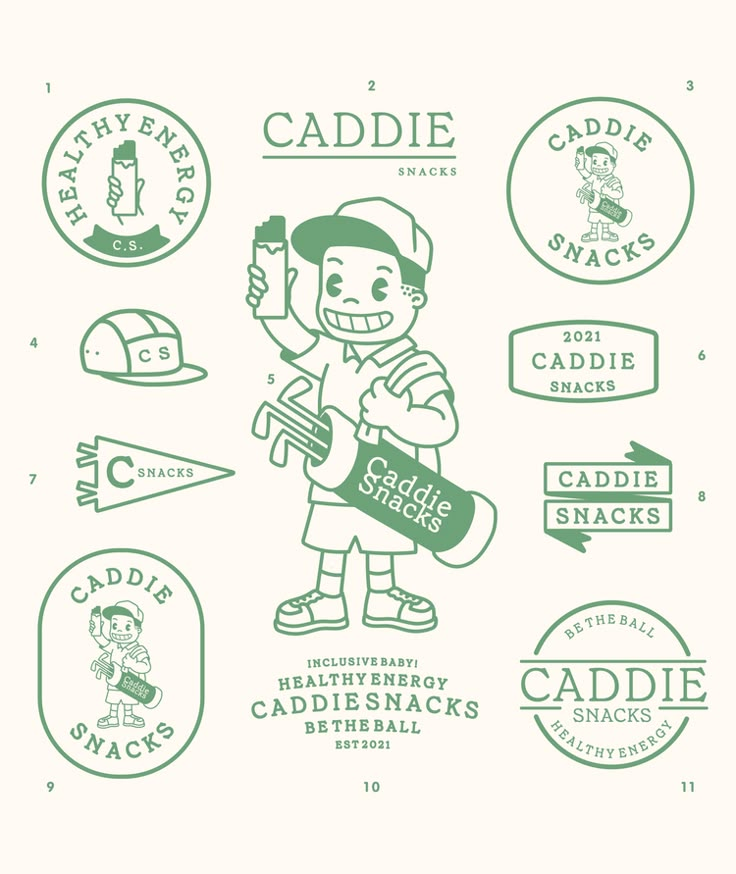 1
2
3
HEALTHY ENERGY
C.S.
CADDIE
SNACKS
CADDIE
Caddie
Snacks
SNACKS
4
C S
5
Caddie
Snacks
6
2021
CADDIE
SNACKS
7
C SNACKS
8
CADDIE
SNACKS
CADDIE
Caddie
Snacks
SNACKS
9
INCLUSIVE BABY!
HEALTHY ENERGY
CADDIE SNACKS
BE THE BALL
EST 2021
10
BE THE BALL
CADDIE
SNACKS
HEALTHY ENERGY
11